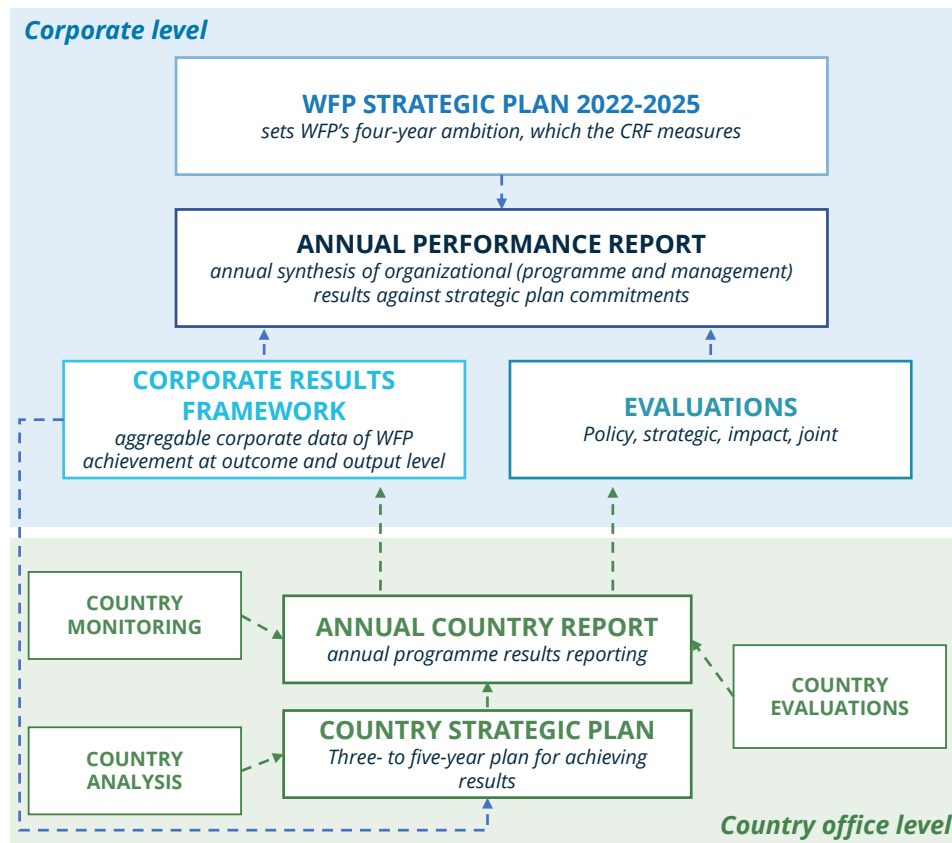 Corporate level
WFP STRATEGIC PLAN 2022-2025
sets WFP's four-year ambition, which the CRF measures
ANNUAL PERFORMANCE REPORT
annual synthesis of organizational (programme and management)
results against strategic plan commitments
CORPORATE RESULTS
FRAMEWORK
aggregable corporate data of WFP
achievement at outcome and output level
EVALUATIONS
Policy, strategic, impact, joint
COUNTRY
MONITORING
ANNUAL COUNTRY REPORT
annual programme results reporting
COUNTRY
EVALUATIONS
COUNTRY
ANALYSIS
COUNTRY STRATEGIC PLAN
Three- to five-year plan for achieving
results
Country office level